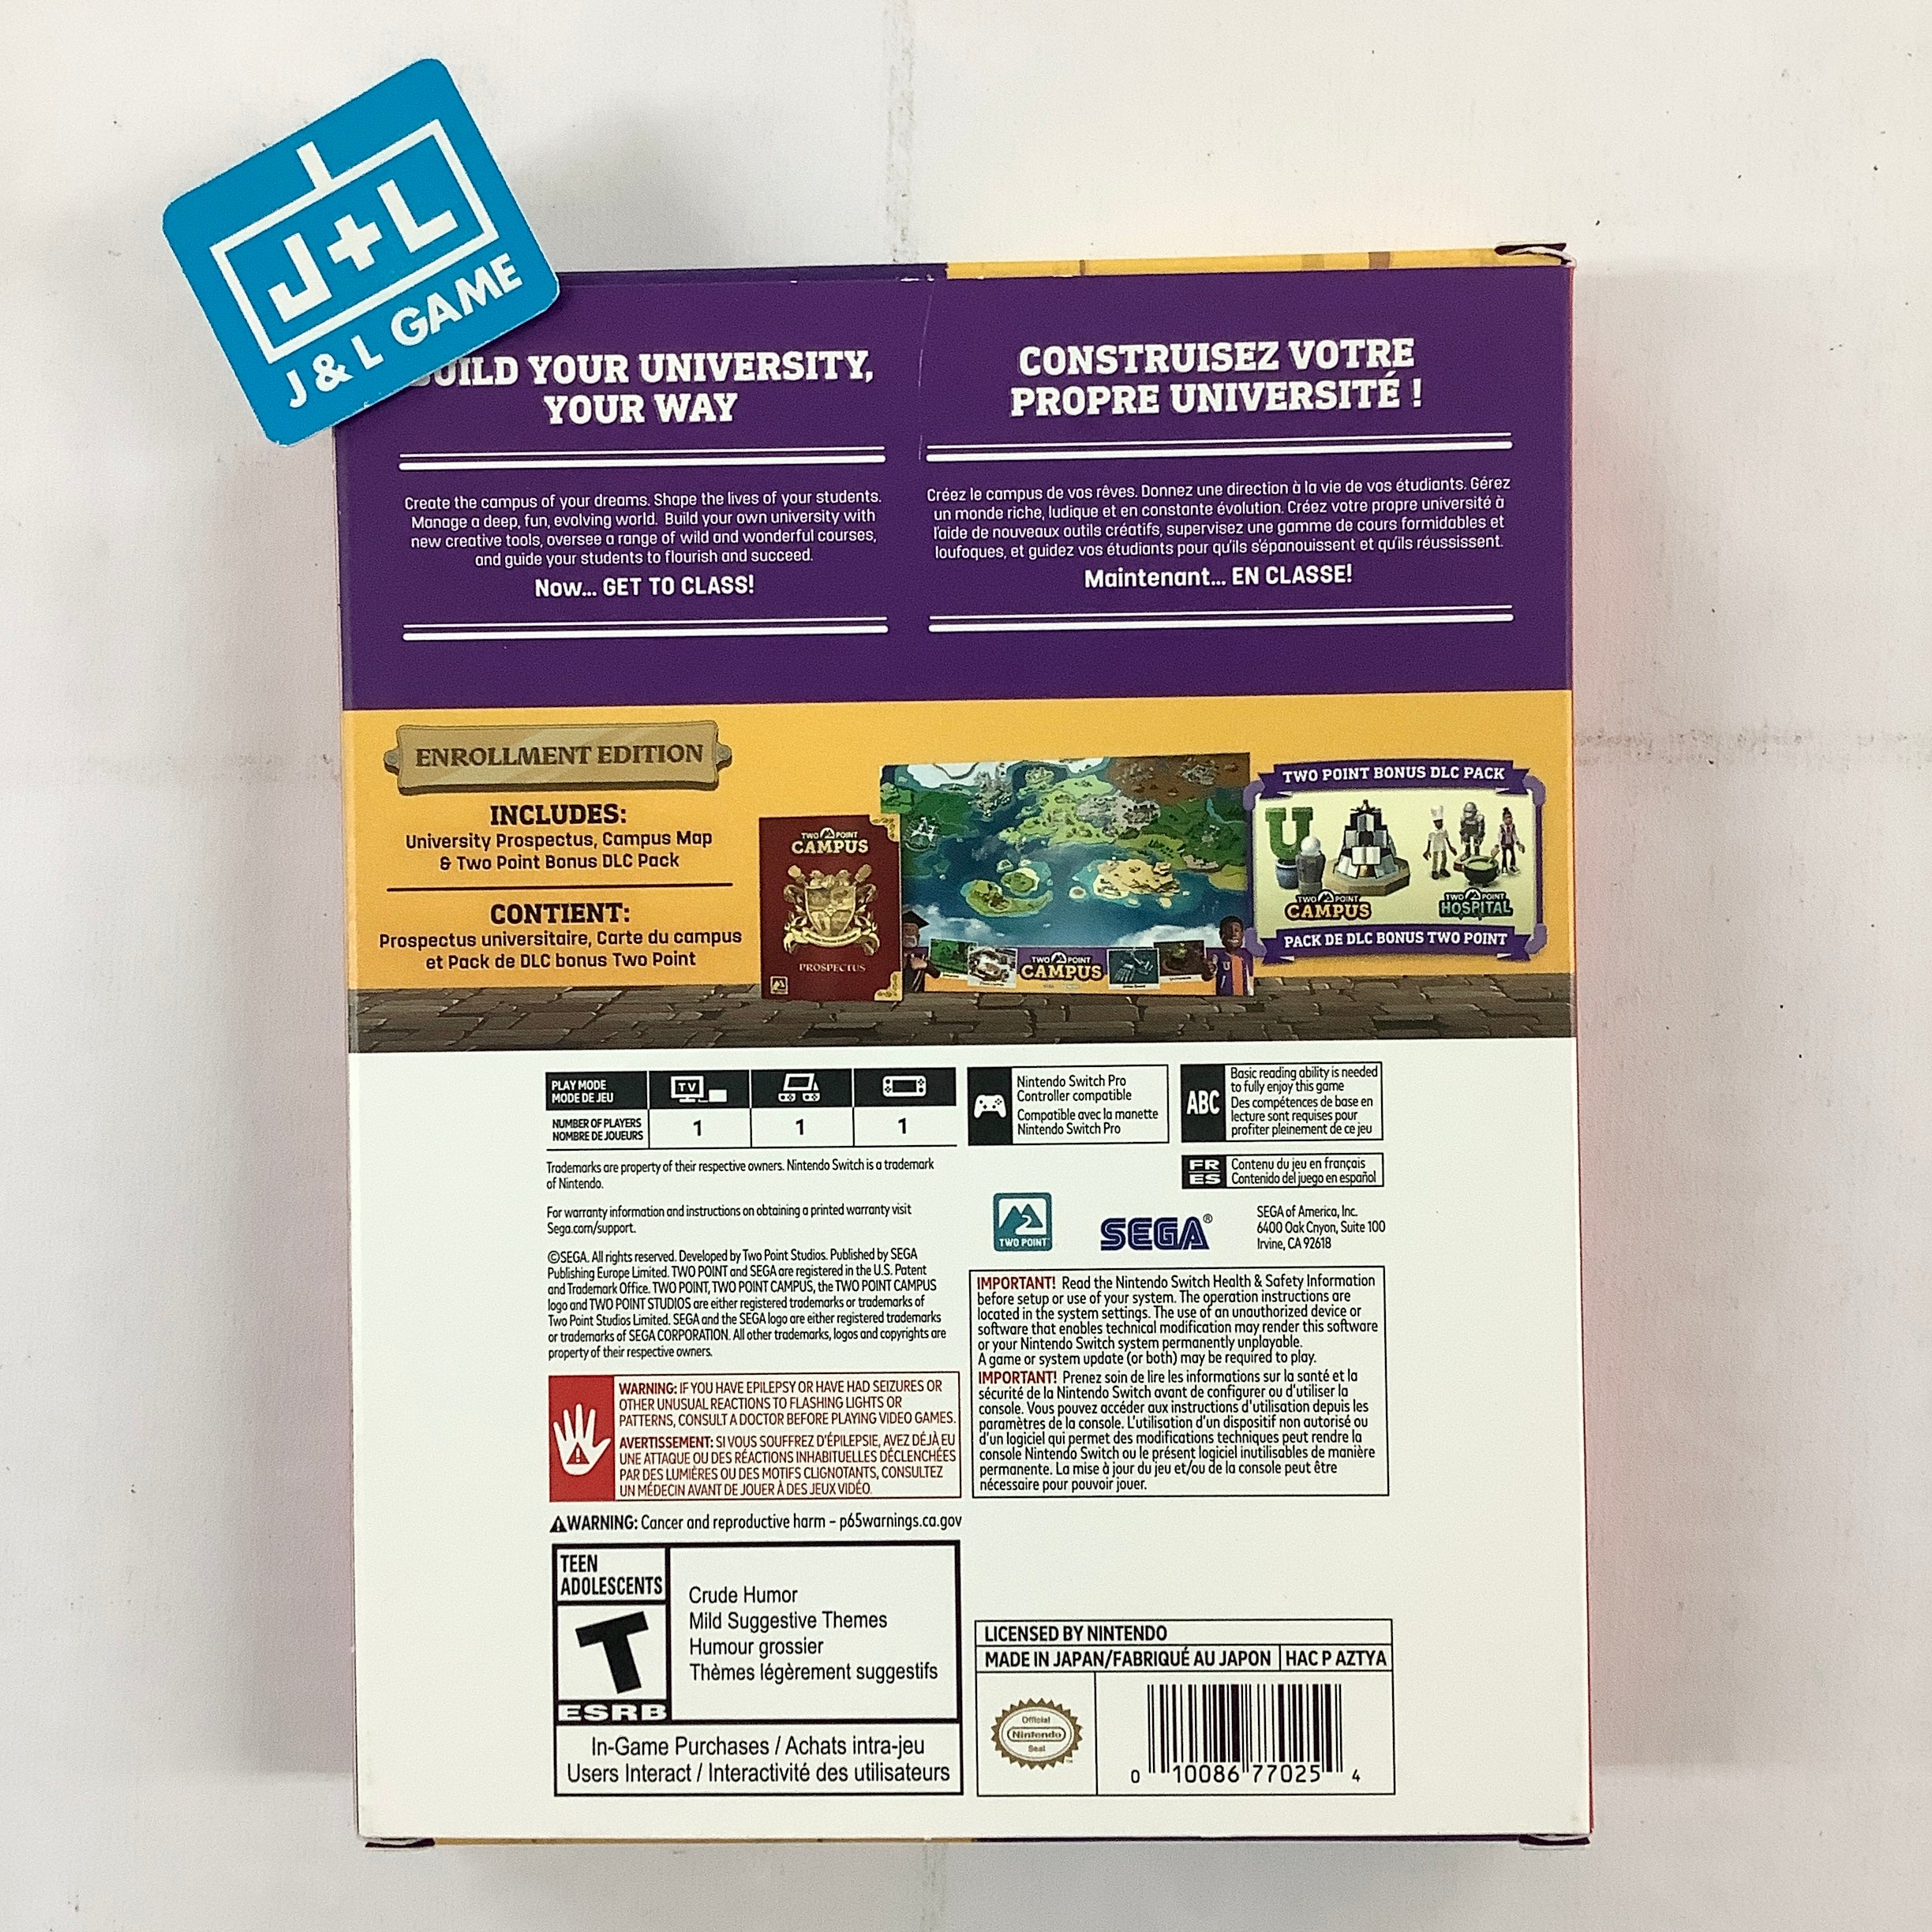 J+L
J & L GAME
BUILD YOUR UNIVERSITY,
YOUR WAY
Create the campus of your dreams. Shape the lives of your students.
Manage a deep, fun, evolving world. Build your own university with
new creative tools, oversee a range of wild and wonderful courses,
and guide your students to flourish and succeed.
Now... GET TO CLASS!
CONSTRUISEZ VOTRE
PROPRE UNIVERSITÉ !
Créez le campus de vos rêves. Donnez une direction à la vie de vos étudiants. Gérez
un monde riche, ludique et en constante évolution. Créez votre propre université à
l'aide de nouveaux outils créatifs, supervisez une gamme de cours formidables et
loufoques, et guidez vos étudiants pour qu'ils s'épanouissent et qu'ils réussissent.
Maintenant... EN CLASSE!
ENROLLMENT EDITION
INCLUDES:
University Prospectus, Campus Map
& Two Point Bonus DLC Pack
CONTIENT:
Prospectus universitaire, Carte du campus
et Pack de DLC bonus Two Point
TWO POINT
CAMPUS
PROSPECTUS
TWO POINT
CAMPUS
TWO POINT BONUS DLC PACK
U
TWO POINT
CAMPUS
TWO POINT
HOSPITAL
PACK DE DLC BONUS TWO POINT
PLAY MODE
MODE DE JEU
TV
NUMBER OF PLAYERS
NOMBRE DE JOUEURS
1 1 1
Nintendo Switch Pro
Controller compatible
Compatible avec la manette
Nintendo Switch Pro
ABC
Basic reading ability is needed
to fully enjoy this game
Des compétences de base en
lecture sont requises pour
profiter pleinement de ce jeu
FR
ES
Contenu du jeu en français
Contenido del juego en español
Trademarks are property of their respective owners. Nintendo Switch is a trademark
of Nintendo.
For warranty information and instructions on obtaining a printed warranty visit
Sega.com/support.
©SEGA. All rights reserved. Developed by Two Point Studios. Published by SEGA
Publishing Europe Limited. TWO POINT and SEGA are registered in the U.S. Patent
and Trademark Office. TWO POINT, TWO POINT CAMPUS, the TWO POINT CAMPUS
logo and TWO POINT STUDIOS are either registered trademarks or trademarks of
Two Point Studios Limited. SEGA and the SEGA logo are either registered trademarks
or trademarks of SEGA CORPORATION. All other trademarks, logos and copyrights are
property of their respective owners.
TWO POINT
SEGA®
SEGA of America, Inc.
6400 Oak Cnyon, Suite 100
Irvine, CA 92618
IMPORTANT! Read the Nintendo Switch Health & Safety Information
before setup or use of your system. The operation instructions are
located in the system settings. The use of an unauthorized device or
software that enables technical modification may render this software
or your Nintendo Switch system permanently unplayable.
A game or system update (or both) may be required to play.
IMPORTANT! Prenez soin de lire les informations sur la santé et la
sécurité de la Nintendo Switch avant de configurer ou d'utiliser la
console. Vous pouvez accéder aux instructions d'utilisation depuis les
paramètres de la console. L'utilisation d'un dispositif non autorisé ou
d'un logiciel qui permet des modifications techniques peut rendre la
console Nintendo Switch ou le présent logiciel inutilisables de manière
permanente. La mise à jour du jeu et/ou de la console peut être
nécessaire pour pouvoir jouer.
WARNING: IF YOU HAVE EPILEPSY OR HAVE HAD SEIZURES OR
OTHER UNUSUAL REACTIONS TO FLASHING LIGHTS OR
PATTERNS, CONSULT A DOCTOR BEFORE PLAYING VIDEO GAMES.
AVERTISSEMENT: SI VOUS SOUFFREZ D'ÉPILEPSIE, AVEZ DÉJÀ EU
UNE ATTAQUE OU DES RÉACTIONS INHABITUELLES DÉCLENCHÉES
PAR DES LUMIÈRES OU DES MOTIFS CLIGNOTANTS, CONSULTEZ
UN MÉDECIN AVANT DE JOUER À DES JEUX VIDÉO.
⚠WARNING: Cancer and reproductive harm – p65warnings.ca.gov
TEEN
ADOLESCENTS
T
ESRB
Crude Humor
Mild Suggestive Themes
Humour grossier
Thèmes légèrement suggestifs
In-Game Purchases / Achats intra-jeu
Users Interact / Interactivité des utilisateurs
LICENSED BY NINTENDO
MADE IN JAPAN/FABRIQUÉ AU JAPON HAC P AZTYA
Official
Nintendo
Seal
0 10086 77025 4